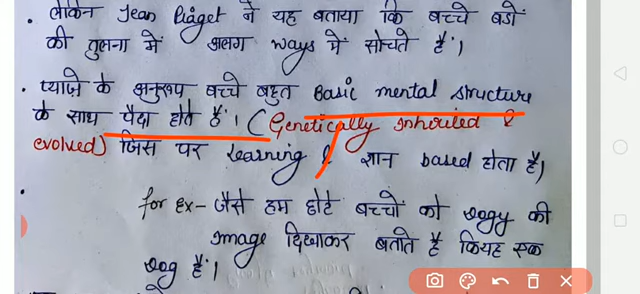 • लेकिन Jean Piaget ने यह बताया कि बच्चे बडों
की तुलना में अलग ways में सोचते है।
• प्याजे के अनुरूप बच्चे बहुत Basic mental structure
के साथ पैदा होते हैं। (Genetically inherited &
evolved) जिस पर learning & ज्ञान based होता है।
for Ex- जैसे हम छोटे बच्चों को dogy की
image दिखाकर बताते है कि यह एक
dog है।